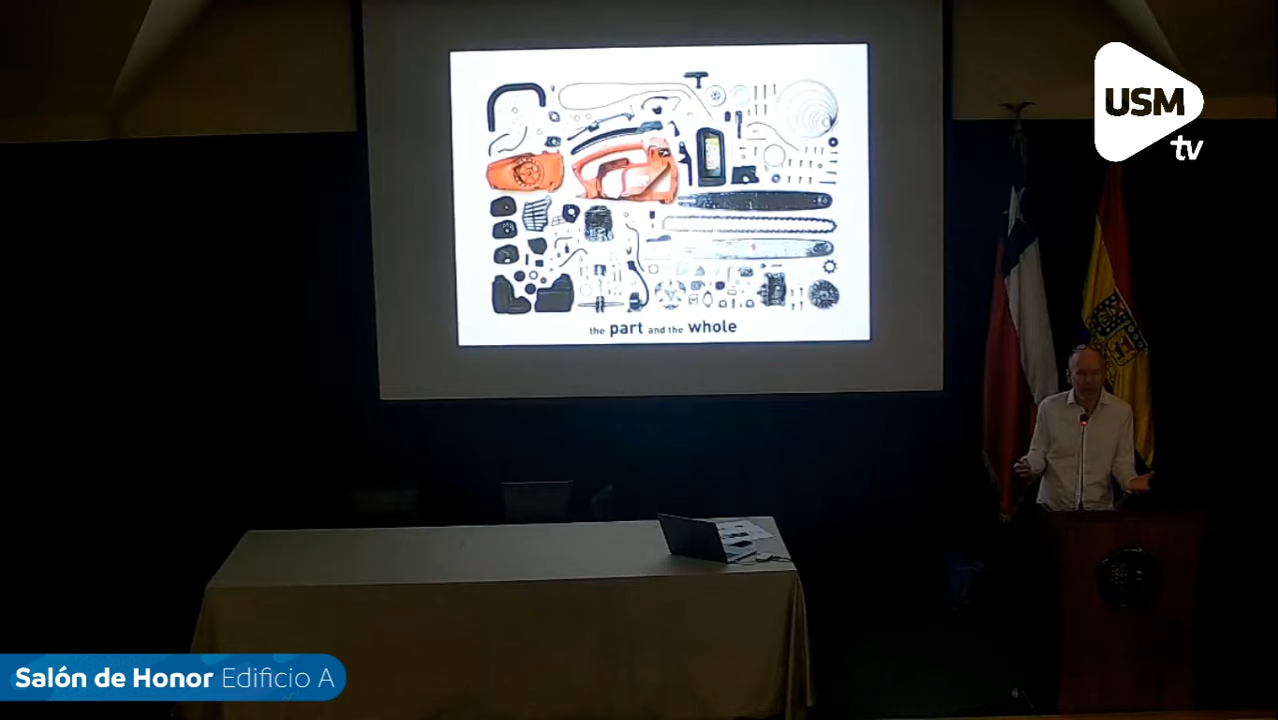 USM
tv
the part and the whole
Salón de Honor Edificio A